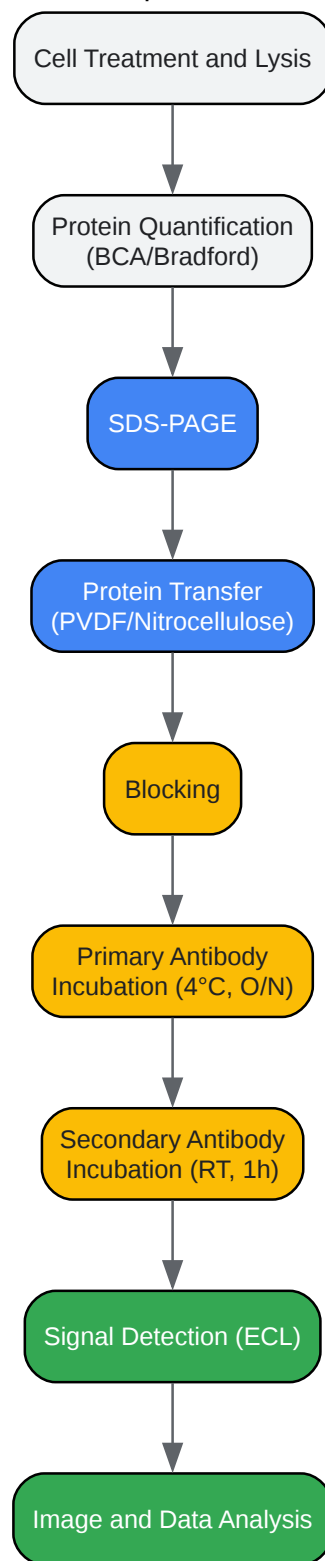 Cell Treatment and Lysis
Protein Quantification
(BCA/Bradford)
SDS-PAGE
Protein Transfer
(PVDF/Nitrocellulose)
Blocking
Primary Antibody
Incubation (4°C, O/N)
Secondary Antibody
Incubation (RT, 1h)
Signal Detection (ECL)
Image and Data Analysis